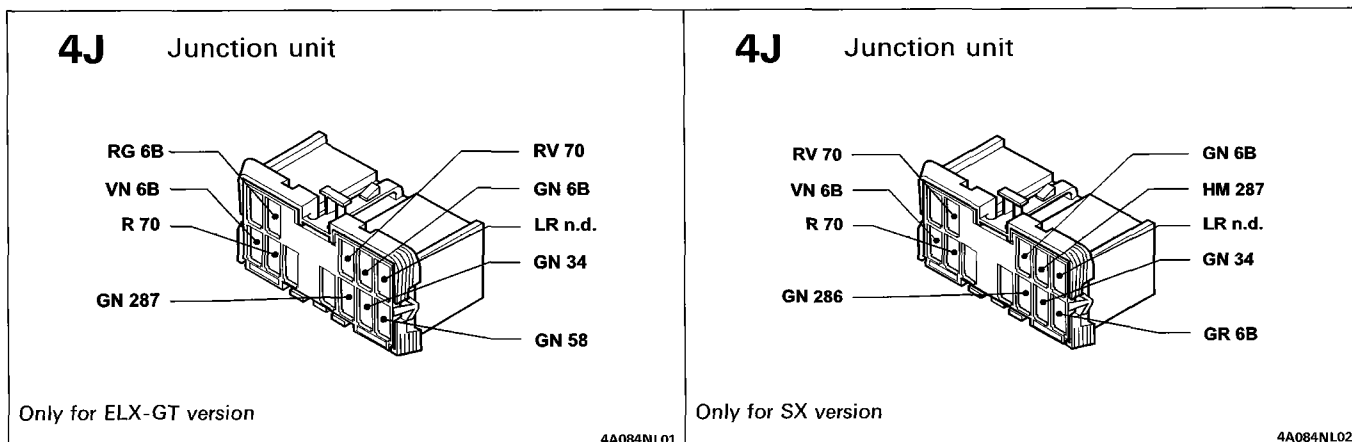 4J Junction unit
RG 6B
VN 6B
R 70
GN 287
RV 70
GN 6B
LR n.d.
GN 34
GN 58
Only for ELX-GT version
4A084NL01
4J Junction unit
RV 70
VN 6B
R 70
GN 286
GN 6B
HM 287
LR n.d.
GN 34
GR 6B
Only for SX version
4A084NL02